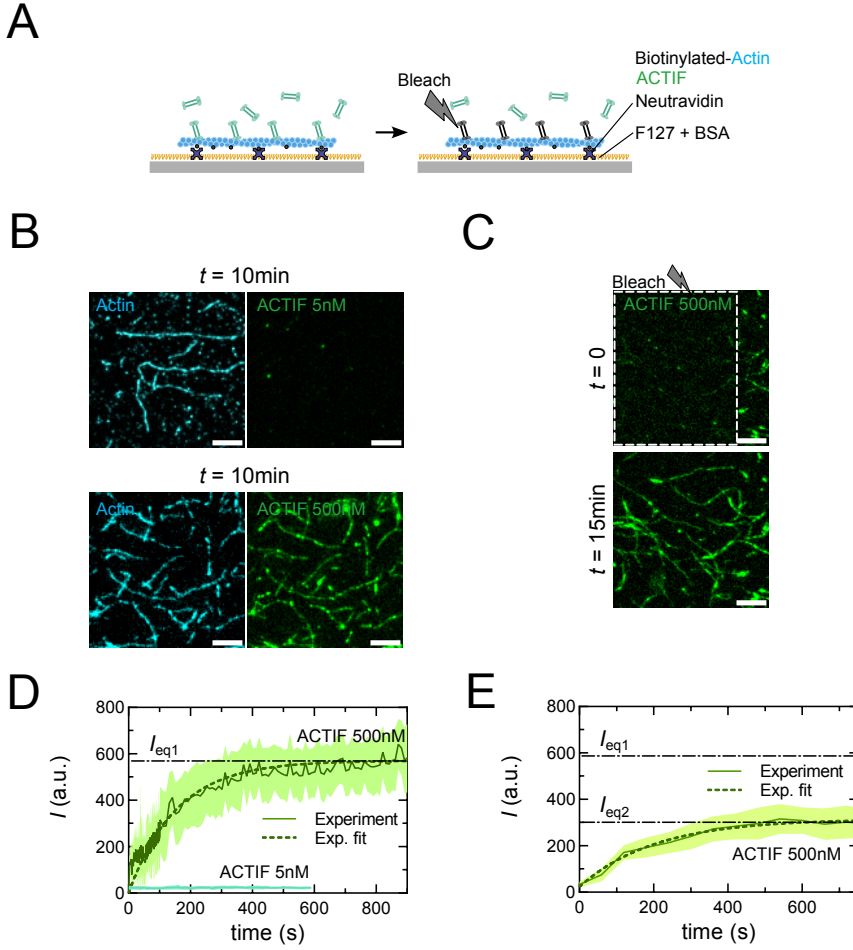 A
Bleach
Biotinylated-Actin
ACTIF
Neutravidin
F127 + BSA
B
t = 10min
Actin
ACTIF 5nM
t = 10min
Actin
ACTIF 500nM
C
Bleach
ACTIF 500nM
t = 0
t = 15min
D
800
600
400
200
0
I (a.u.)
Ieq1
ACTIF 500nM
Experiment
Exp. fit
ACTIF 5nM
0
200
400
600
800
time (s)
E
800
600
400
200
0
I (a.u.)
Ieq1
Experiment
Exp. fit
Ieq2
ACTIF 500nM
0
200
400
600
time (s)